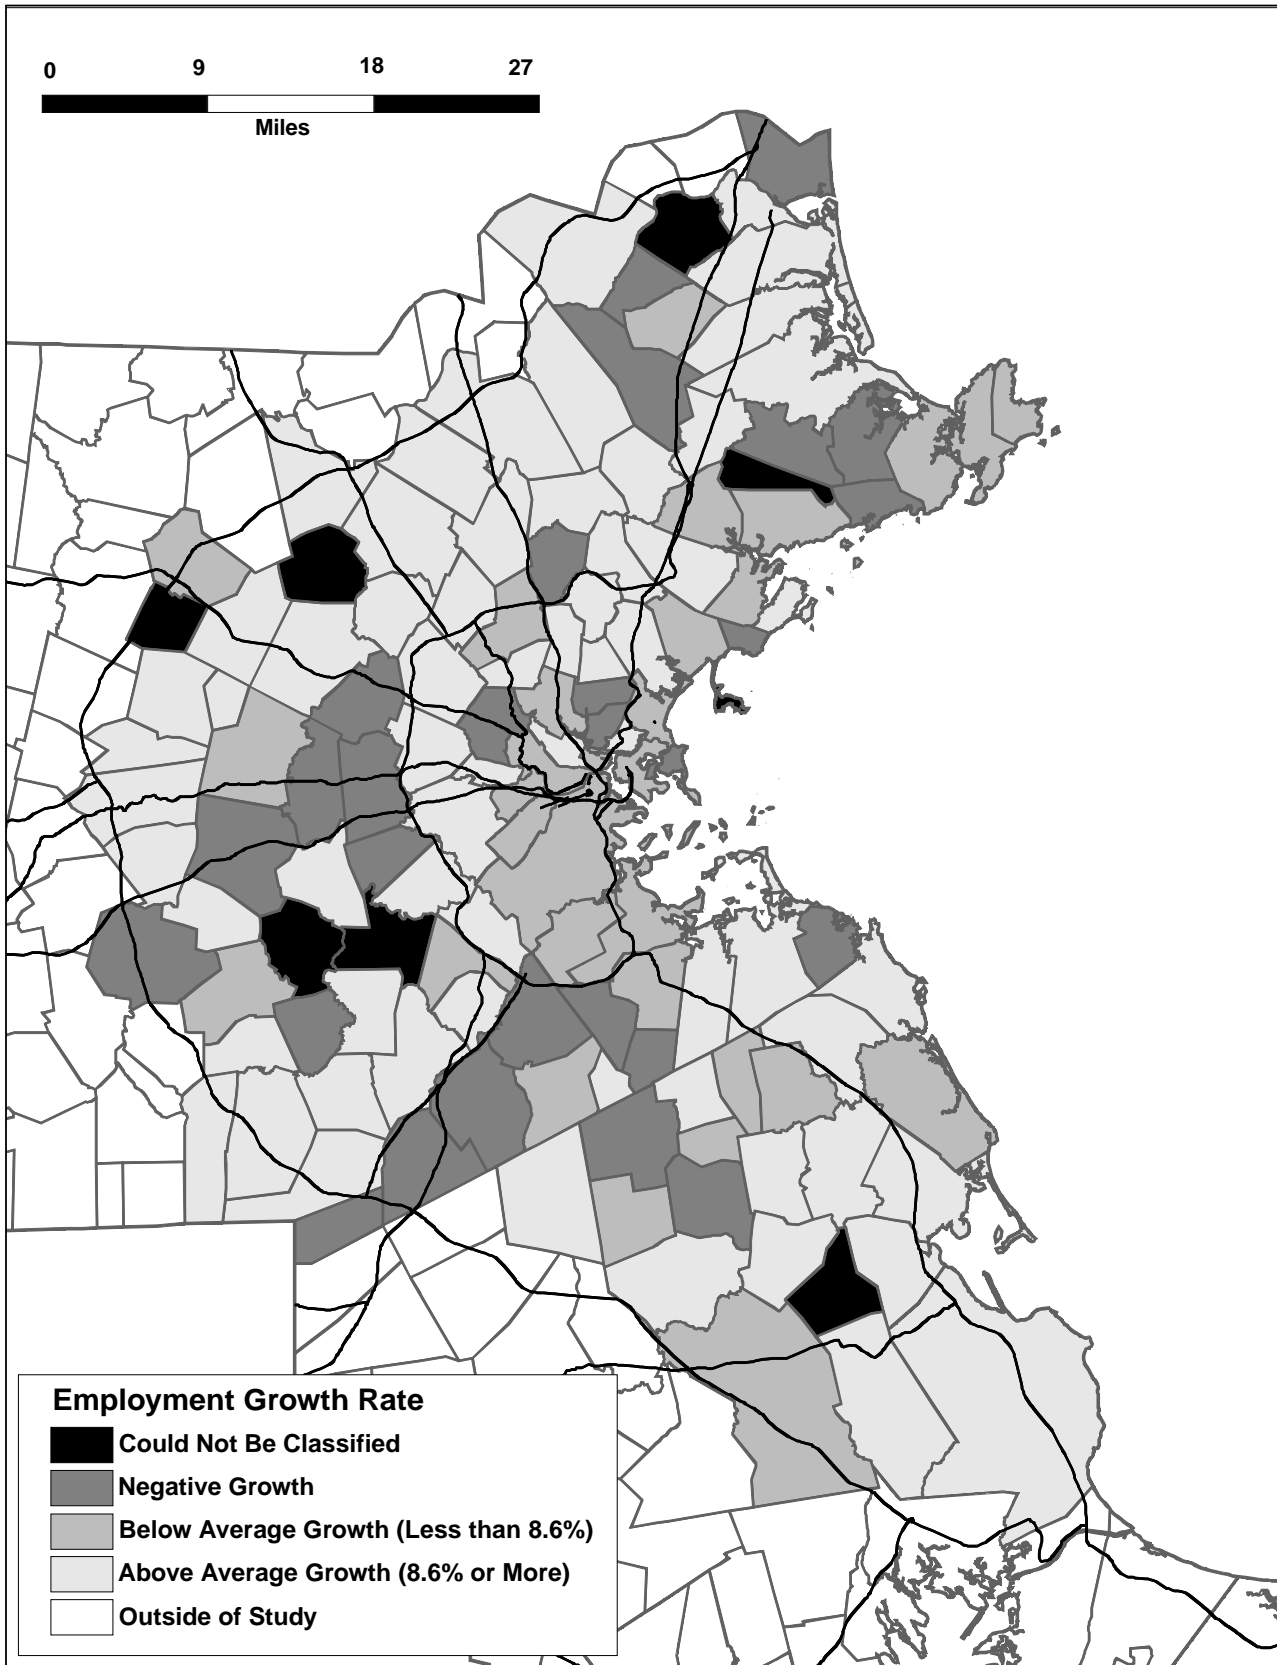 0 9 18 27
Miles
Employment Growth Rate
Could Not Be Classified
Negative Growth
Below Average Growth (Less than 8.6%)
Above Average Growth (8.6% or More)
Outside of Study